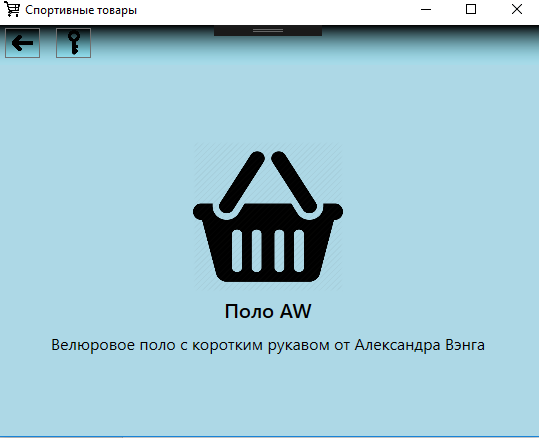 Спортивные товары
Поло AW
Велюровое поло с коротким рукавом от Александра Вэнга